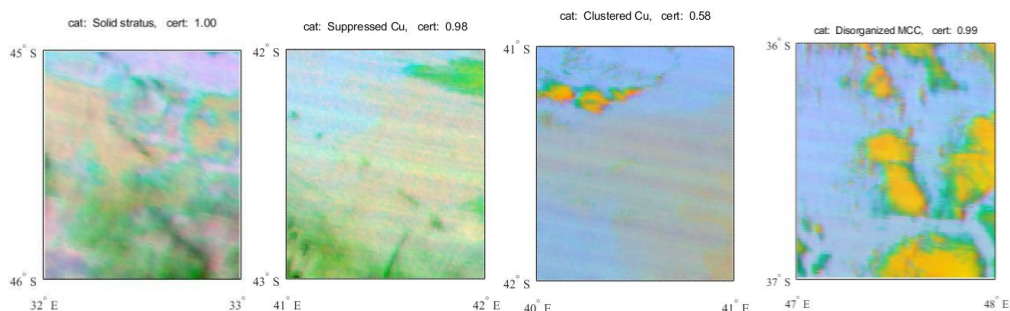 cat: Solid stratus, cert: 1.00
45° S
46° S
32° E
33°
cat: Suppressed Cu, cert: 0.98
42° S
43° S
41° E
42° E
cat: Clustered Cu, cert: 0.58
41° S
42° S
40° E
41° E
cat: Disorganized MCC, cert: 0.99
36° S
37° S
47° E
48° E